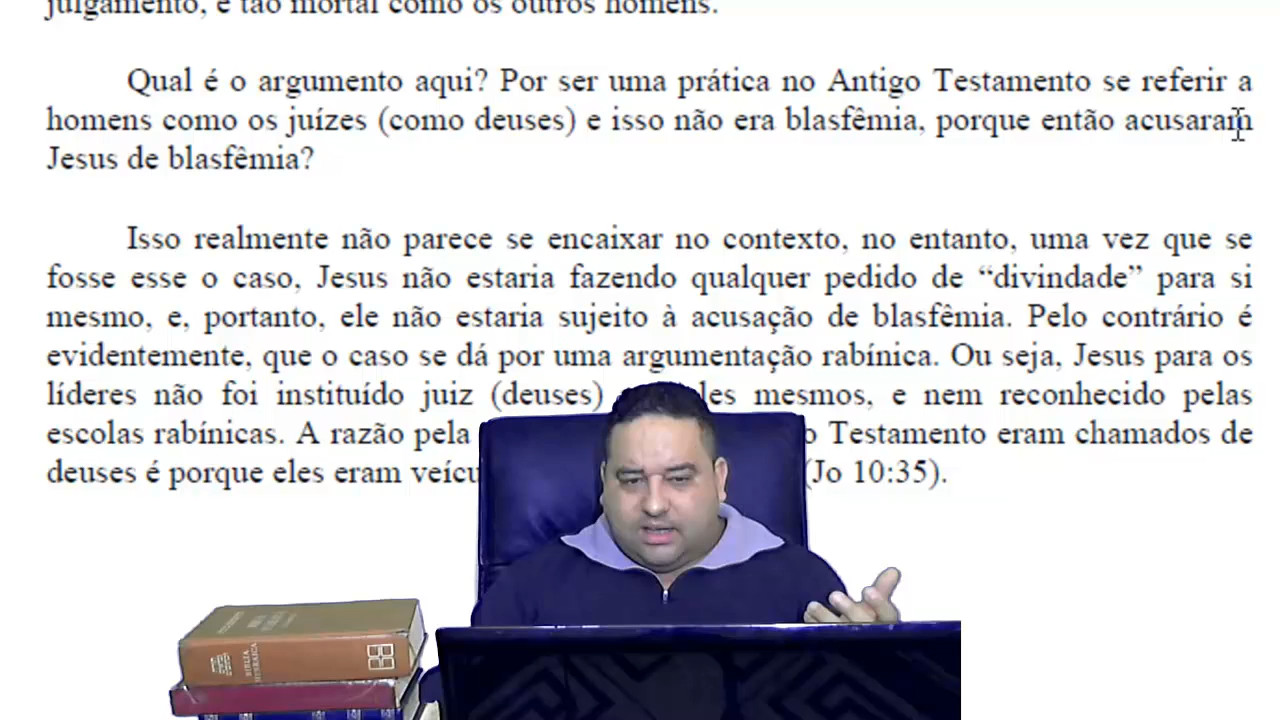 julgamento, é tão mortal como os outros homens.
Qual é o argumento aqui? Por ser uma prática no Antigo Testamento se referir a
homens como os juízes (como deuses) e isso não era blasfêmia, porque então acusaram
Jesus de blasfêmia?
Isso realmente não parece se encaixar no contexto, no entanto, uma vez que se
fosse esse o caso, Jesus não estaria fazendo qualquer pedido de “divindade” para si
mesmo, e, portanto, ele não estaria sujeito à acusação de blasfêmia. Pelo contrário é
evidentemente, que o caso se dá por uma argumentação rabínica. Ou seja, Jesus para os
líderes não foi instituído juiz (deuses) les mesmos, e nem reconhecido pelas
escolas rabínicas. A razão pela o Testamento eram chamados de
deuses é porque eles eram veícu (Jo 10:35).
BIBLIA
HEBRAICA